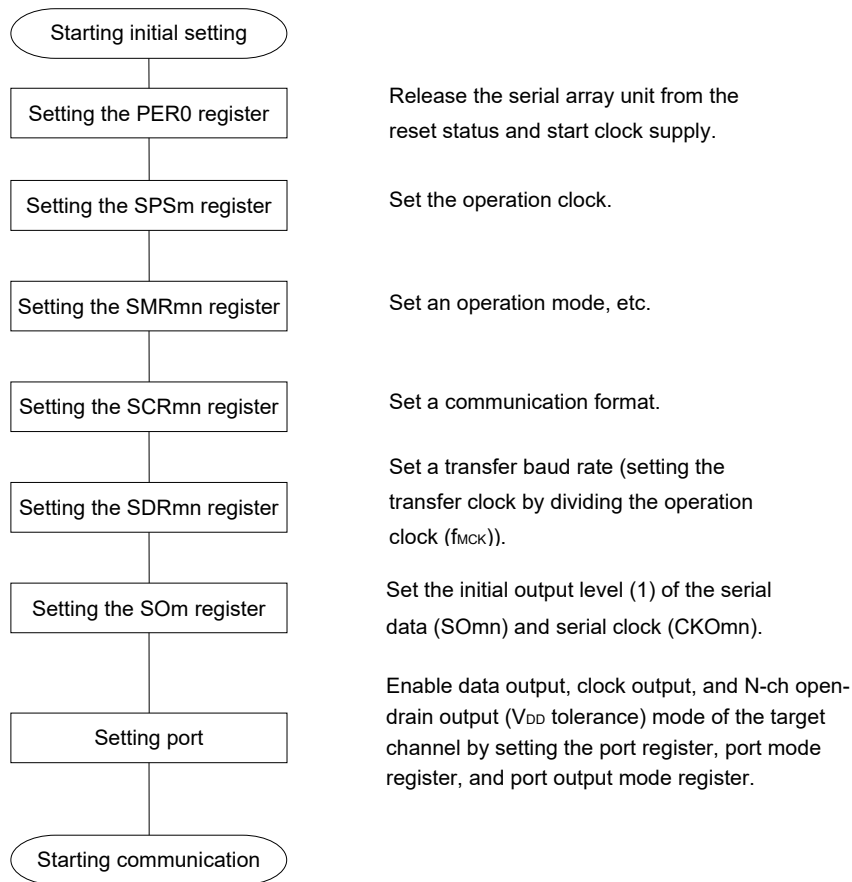 Starting initial setting
Setting the PER0 register
Release the serial array unit from the
reset status and start clock supply.
Setting the SPSm register
Set the operation clock.
Setting the SMRmn register
Set an operation mode, etc.
Setting the SCRmn register
Set a communication format.
Setting the SDRmn register
Set a transfer baud rate (setting the
transfer clock by dividing the operation
clock (fMCK)).
Setting the SOm register
Set the initial output level (1) of the serial
data (SOmn) and serial clock (CKOmn).
Setting port
Enable data output, clock output, and N-ch open-
drain output (VDD tolerance) mode of the target
channel by setting the port register, port mode
register, and port output mode register.
Starting communication